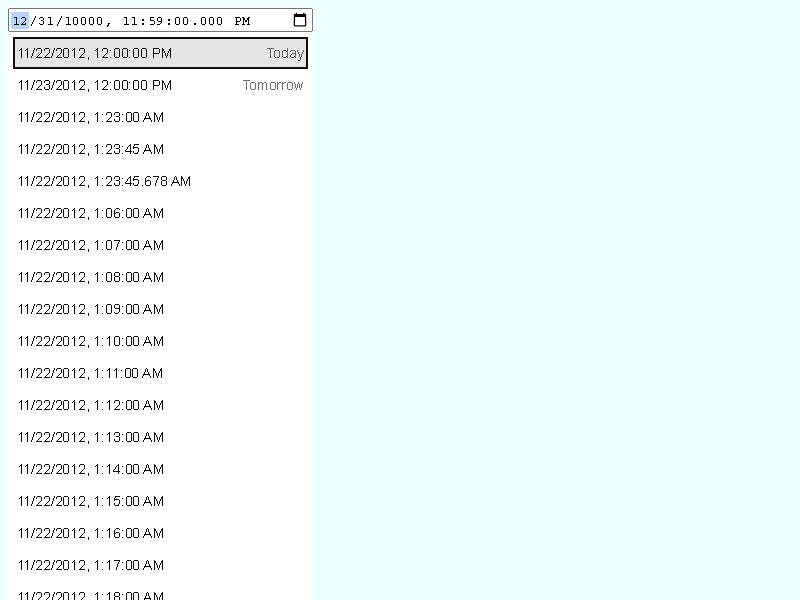 12/31/10000, 11:59:00.000 PM
11/22/2012, 12:00:00 PM Today
11/23/2012, 12:00:00 PM Tomorrow
11/22/2012, 1:23:00 AM
11/22/2012, 1:23:45 AM
11/22/2012, 1:23:45.678 AM
11/22/2012, 1:06:00 AM
11/22/2012, 1:07:00 AM
11/22/2012, 1:08:00 AM
11/22/2012, 1:09:00 AM
11/22/2012, 1:10:00 AM
11/22/2012, 1:11:00 AM
11/22/2012, 1:12:00 AM
11/22/2012, 1:13:00 AM
11/22/2012, 1:14:00 AM
11/22/2012, 1:15:00 AM
11/22/2012, 1:16:00 AM
11/22/2012, 1:17:00 AM
11/22/2012, 1:18:00 AM